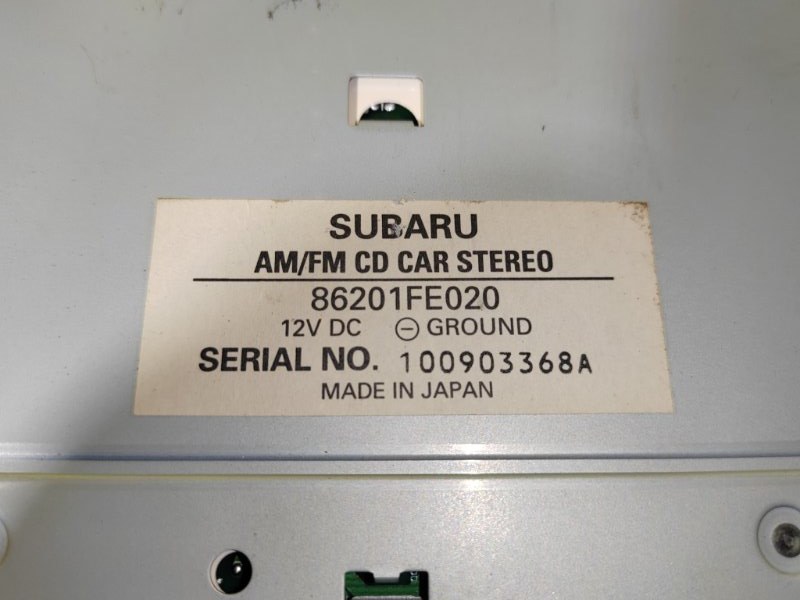 SUBARU
AM/FM CD CAR STEREO
86201FE020
12V DC ⊖ GROUND
SERIAL NO. 100903368A
MADE IN JAPAN